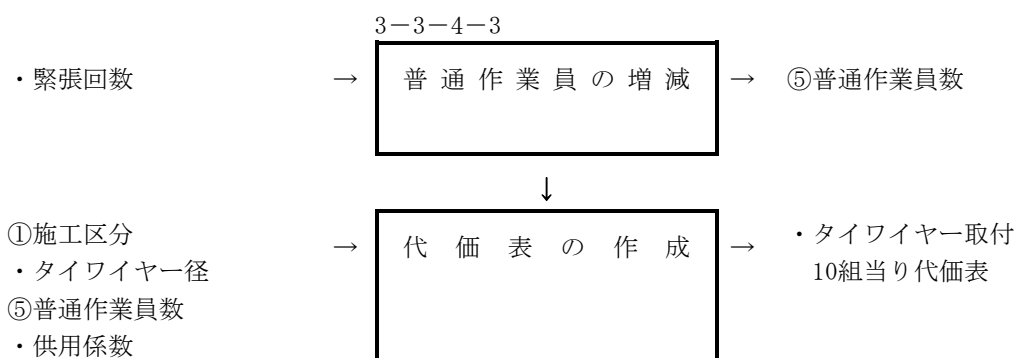 3－3－4－3
・緊張回数 → 普通作業員の増減 → ⑤普通作業員数
↓
①施工区分 → 代価表の作成 → ・タイワイヤー取付
・タイワイヤー径 10組当り代価表
⑤普通作業員数
・供用係数